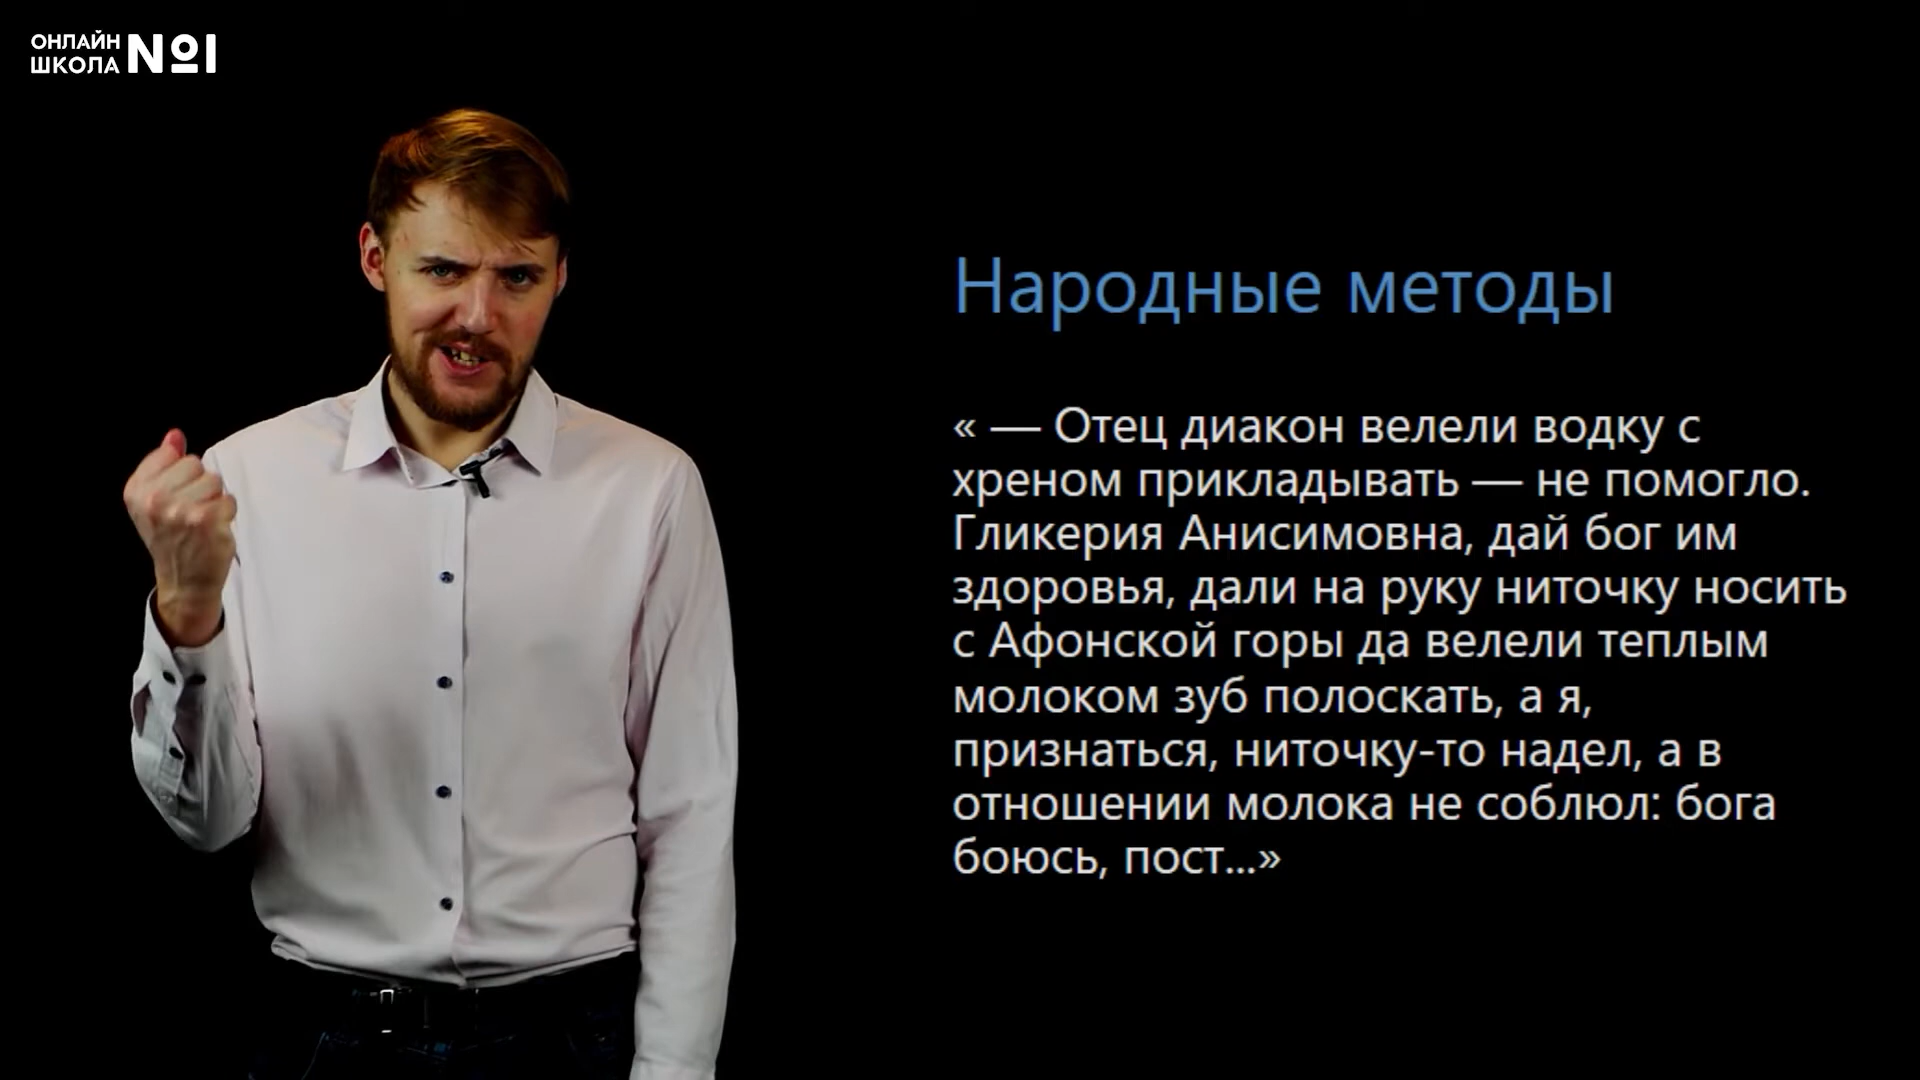 ОНЛАЙН
ШКОЛА №1
Народные методы
« — Отец диакон велели водку с
хреном прикладывать — не помогло.
Гликерия Анисимовна, дай бог им
здоровья, дали на руку ниточку носить
с Афонской горы да велели теплым
молоком зуб полоскать, а я,
признаться, ниточку-то надел, а в
отношении молока не соблюл: бога
боюсь, пост...»